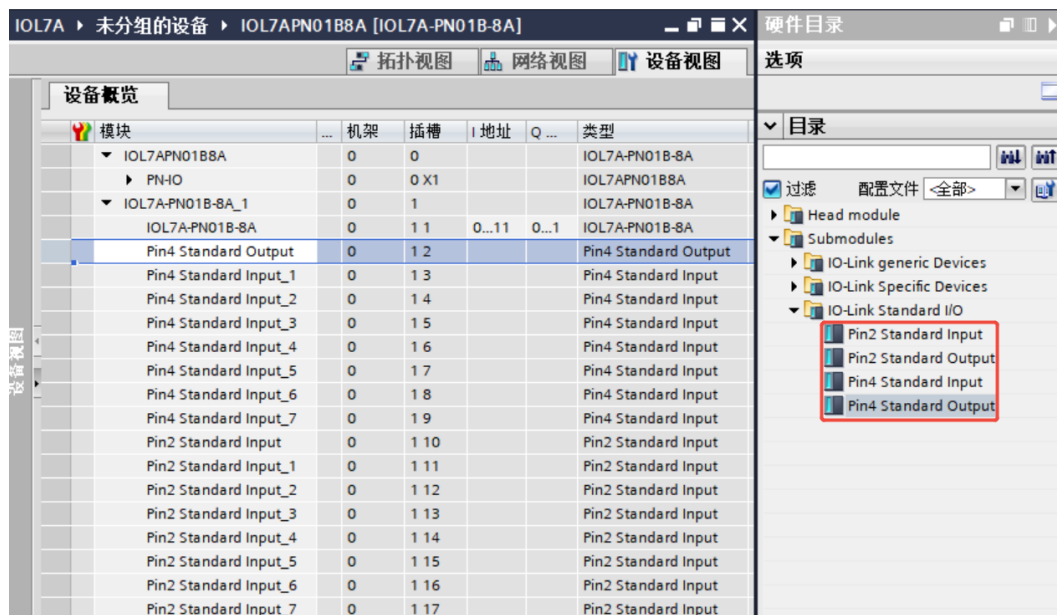 IOL7A ▸ 未分组的设备 ▸ IOL7APN01B8A [IOL7A-PN01B-8A]
拓扑视图 网络视图 设备视图
设备概览
模块 ... 机架 插槽 I 地址 Q ... 类型
IOL7APN01B8A 0 0 IOL7A-PN01B-8A
PN-IO 0 0 X1 IOL7APN01B8A
IOL7A-PN01B-8A_1 0 1 IOL7A-PN01B-8A
IOL7A-PN01B-8A 0 1 1 0...11 0...1 IOL7A-PN01B-8A
Pin4 Standard Output 0 1 2 Pin4 Standard Output
Pin4 Standard Input_1 0 1 3 Pin4 Standard Input
Pin4 Standard Input_2 0 1 4 Pin4 Standard Input
Pin4 Standard Input_3 0 1 5 Pin4 Standard Input
Pin4 Standard Input_4 0 1 6 Pin4 Standard Input
Pin4 Standard Input_5 0 1 7 Pin4 Standard Input
Pin4 Standard Input_6 0 1 8 Pin4 Standard Input
Pin4 Standard Input_7 0 1 9 Pin4 Standard Input
Pin2 Standard Input 0 1 10 Pin2 Standard Input
Pin2 Standard Input_1 0 1 11 Pin2 Standard Input
Pin2 Standard Input_2 0 1 12 Pin2 Standard Input
Pin2 Standard Input_3 0 1 13 Pin2 Standard Input
Pin2 Standard Input_4 0 1 14 Pin2 Standard Input
Pin2 Standard Input_5 0 1 15 Pin2 Standard Input
Pin2 Standard Input_6 0 1 16 Pin2 Standard Input
Pin2 Standard Input_7 0 1 17 Pin2 Standard Input
设备视图
硬件目录
选项
目录
过滤 配置文件 <全部>
Head module
Submodules
IO-Link generic Devices
IO-Link Specific Devices
IO-Link Standard I/O
Pin2 Standard Input
Pin2 Standard Output
Pin4 Standard Input
Pin4 Standard Output